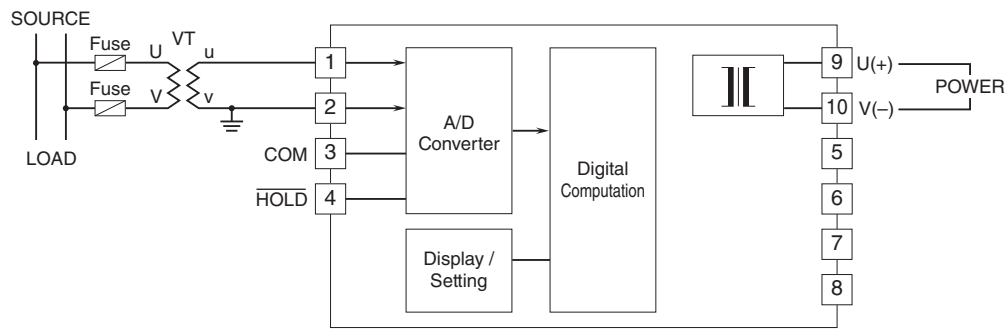 SOURCE
Fuse
U
VT
u
1
Fuse
V
v
2
LOAD
COM
3
HOLD
4
A/D
Converter
Digital
Computation
Display /
Setting
9
U(+)
POWER
10
V(–)
5
6
7
8